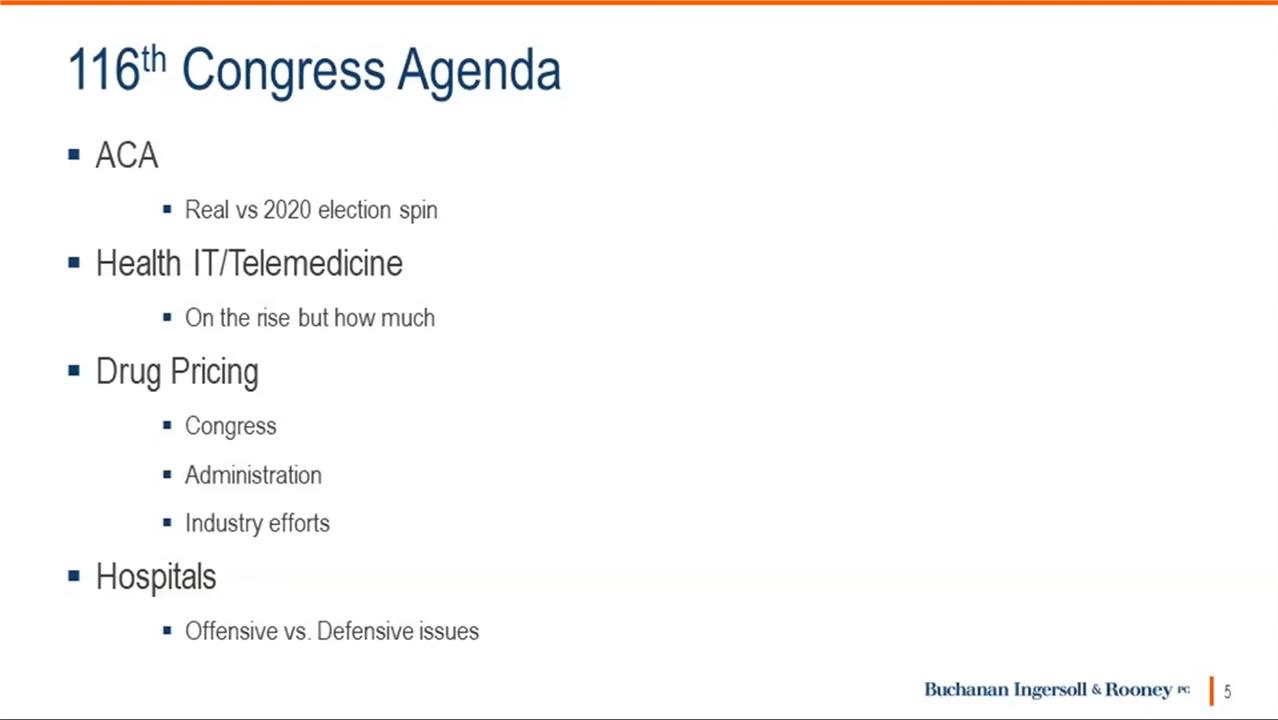 116th Congress Agenda
▪ ACA
▪ Real vs 2020 election spin
▪ Health IT/Telemedicine
▪ On the rise but how much
▪ Drug Pricing
▪ Congress
▪ Administration
▪ Industry efforts
▪ Hospitals
▪ Offensive vs. Defensive issues
Buchanan Ingersoll & Rooney PC
5